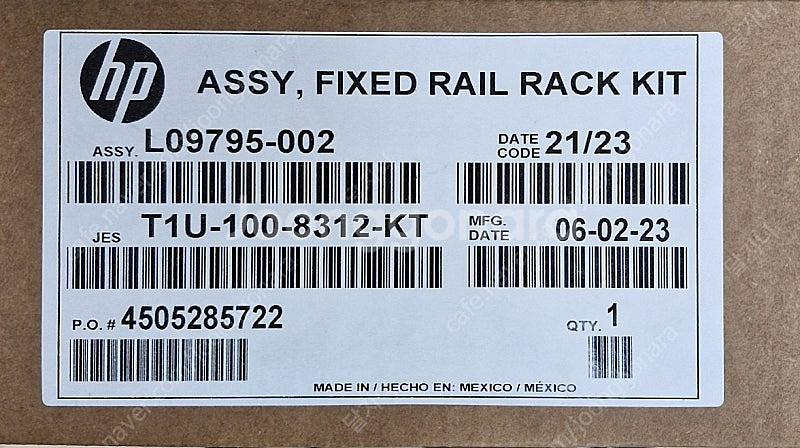 hp ASSY, FIXED RAIL RACK KIT
ASSY. L09795-002
DATE CODE 21/23
JES T1U-100-8312-KT
MFG. DATE 06-02-23
P.O. # 4505285722
QTY. 1
MADE IN / HECHO EN: MEXICO / MÉXICO